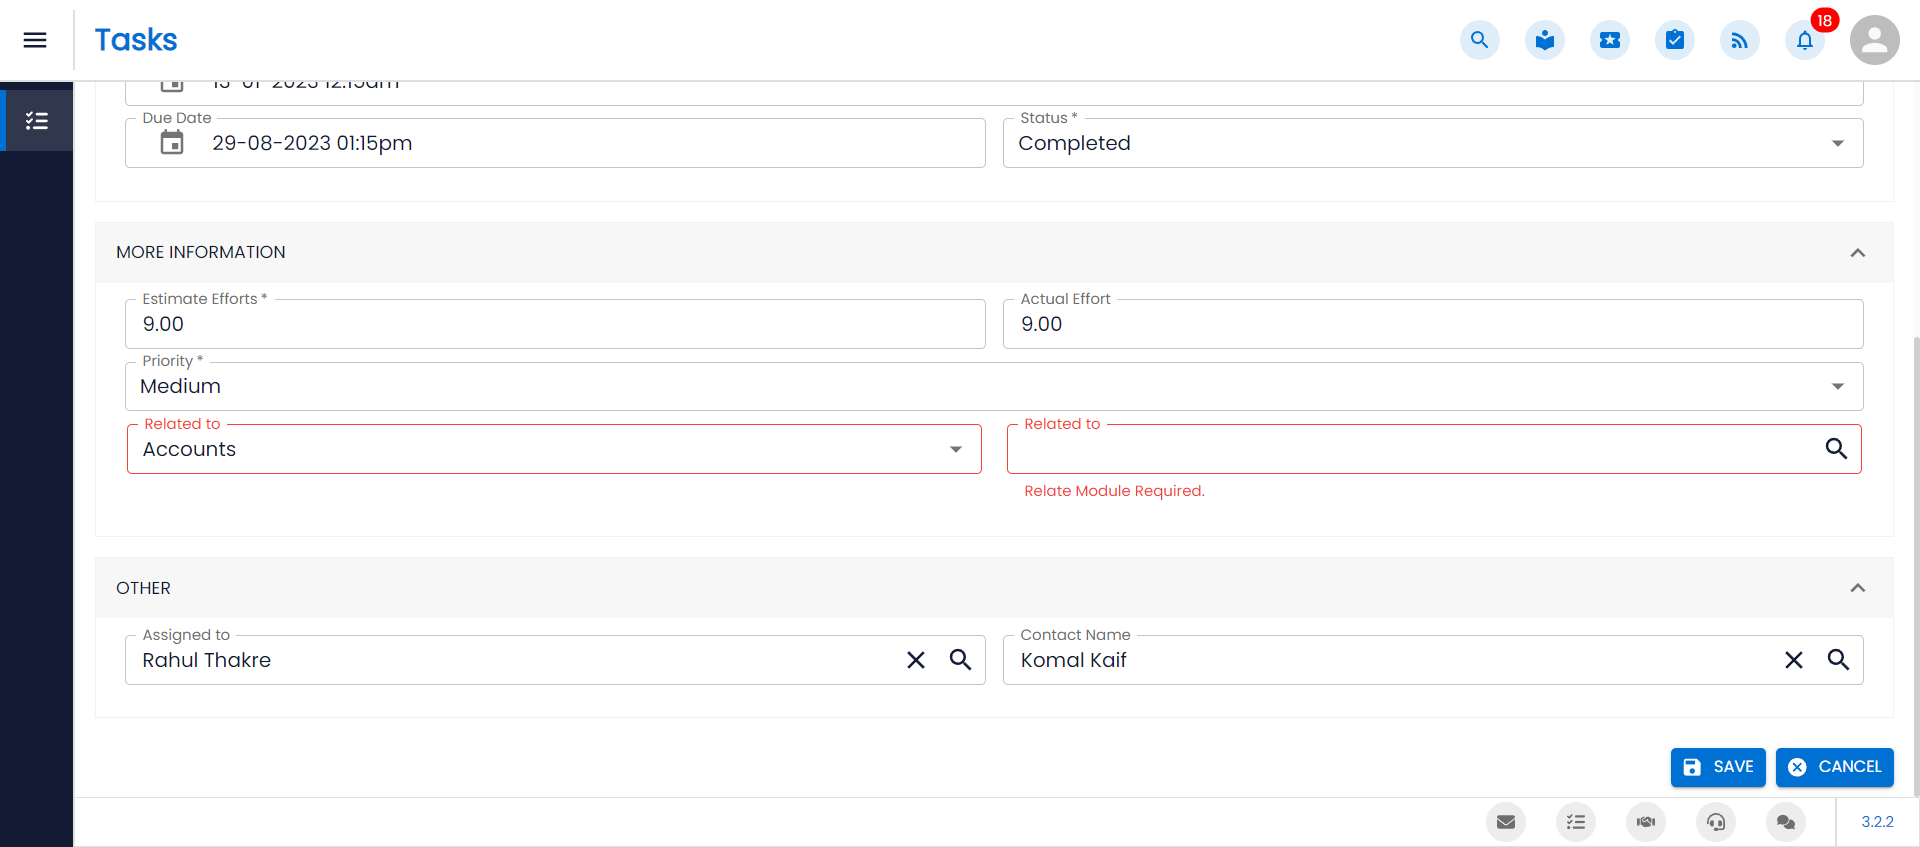 Tasks
18
Due Date
29-08-2023 01:15pm
Status *
Completed
MORE INFORMATION
Estimate Efforts *
9.00
Actual Effort
9.00
Priority *
Medium
Related to
Accounts
Related to
Relate Module Required.
OTHER
Assigned to
Rahul Thakre
Contact Name
Komal Kaif
SAVE
CANCEL
3.2.2